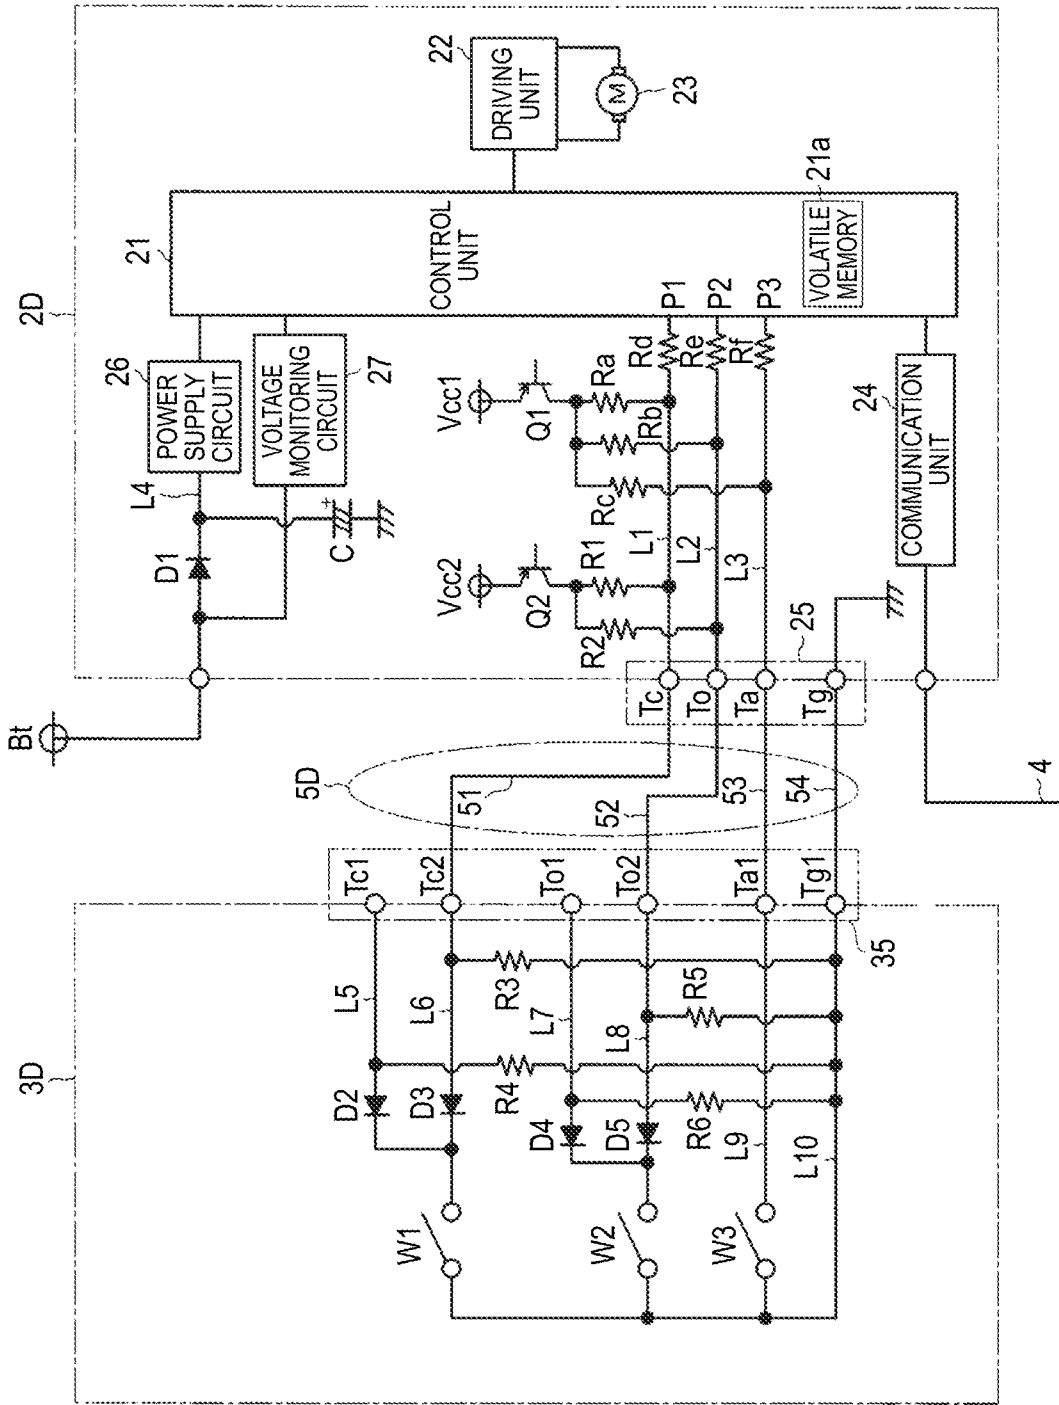 3D
5D
Bt
2D
L4
26
POWER
SUPPLY
CIRCUIT
21
D1
VOLTAGE
MONITORING
CIRCUIT
27
C
+
CONTROL
UNIT
DRIVING
UNIT
22
M
23
Vcc2
Vcc1
Q2
Q1
R2
R1
Rc
Rb
Ra
L1
L2
L3
Rd
Re
Rf
P1
P2
P3
VOLATILE
MEMORY
21a
Tc
To
Ta
Tg
25
COMMUNICATION
UNIT
24
4
51
52
53
54
Tc1
Tc2
To1
To2
Ta1
Tg1
35
L5
L6
L7
L8
L9
L10
R3
R4
R5
R6
D2
D3
D4
D5
W1
W2
W3